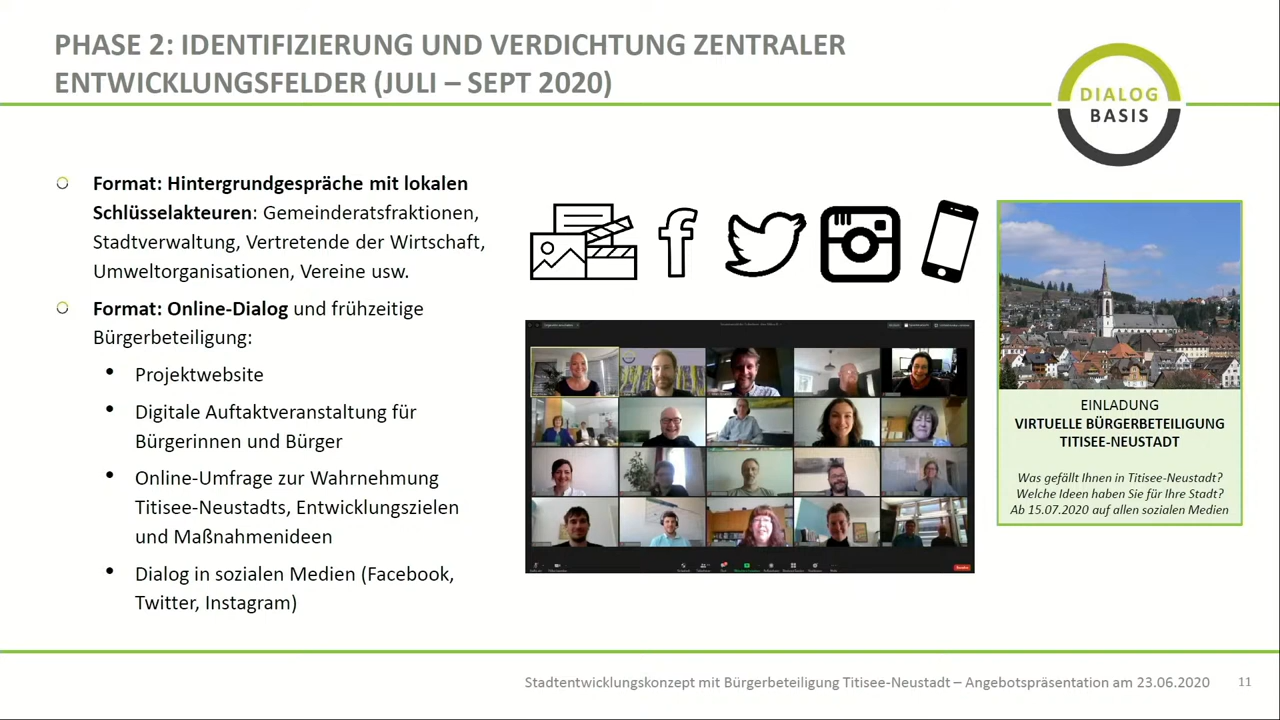 PHASE 2: IDENTIFIZIERUNG UND VERDICHTUNG ZENTRALER
ENTWICKLUNGSFELDER (JULI – SEPT 2020)
DIALOG
BASIS
Format: Hintergrundgespräche mit lokalen
Schlüsselakteuren: Gemeinderatsfraktionen,
Stadtverwaltung, Vertretende der Wirtschaft,
Umweltorganisationen, Vereine usw.
Format: Online-Dialog und frühzeitige
Bürgerbeteiligung:
• Projektwebsite
• Digitale Auftaktveranstaltung für
Bürgerinnen und Bürger
• Online-Umfrage zur Wahrnehmung
Titisee-Neustadts, Entwicklungszielen
und Maßnahmenideen
• Dialog in sozialen Medien (Facebook,
Twitter, Instagram)
EINLADUNG
VIRTUELLE BÜRGERBETEILIGUNG
TITISEE-NEUSTADT
Was gefällt Ihnen in Titisee-Neustadt?
Welche Ideen haben Sie für Ihre Stadt?
Ab 15.07.2020 auf allen sozialen Medien
Stadtentwicklungskonzept mit Bürgerbeteiligung Titisee-Neustadt – Angebotspräsentation am 23.06.2020
11